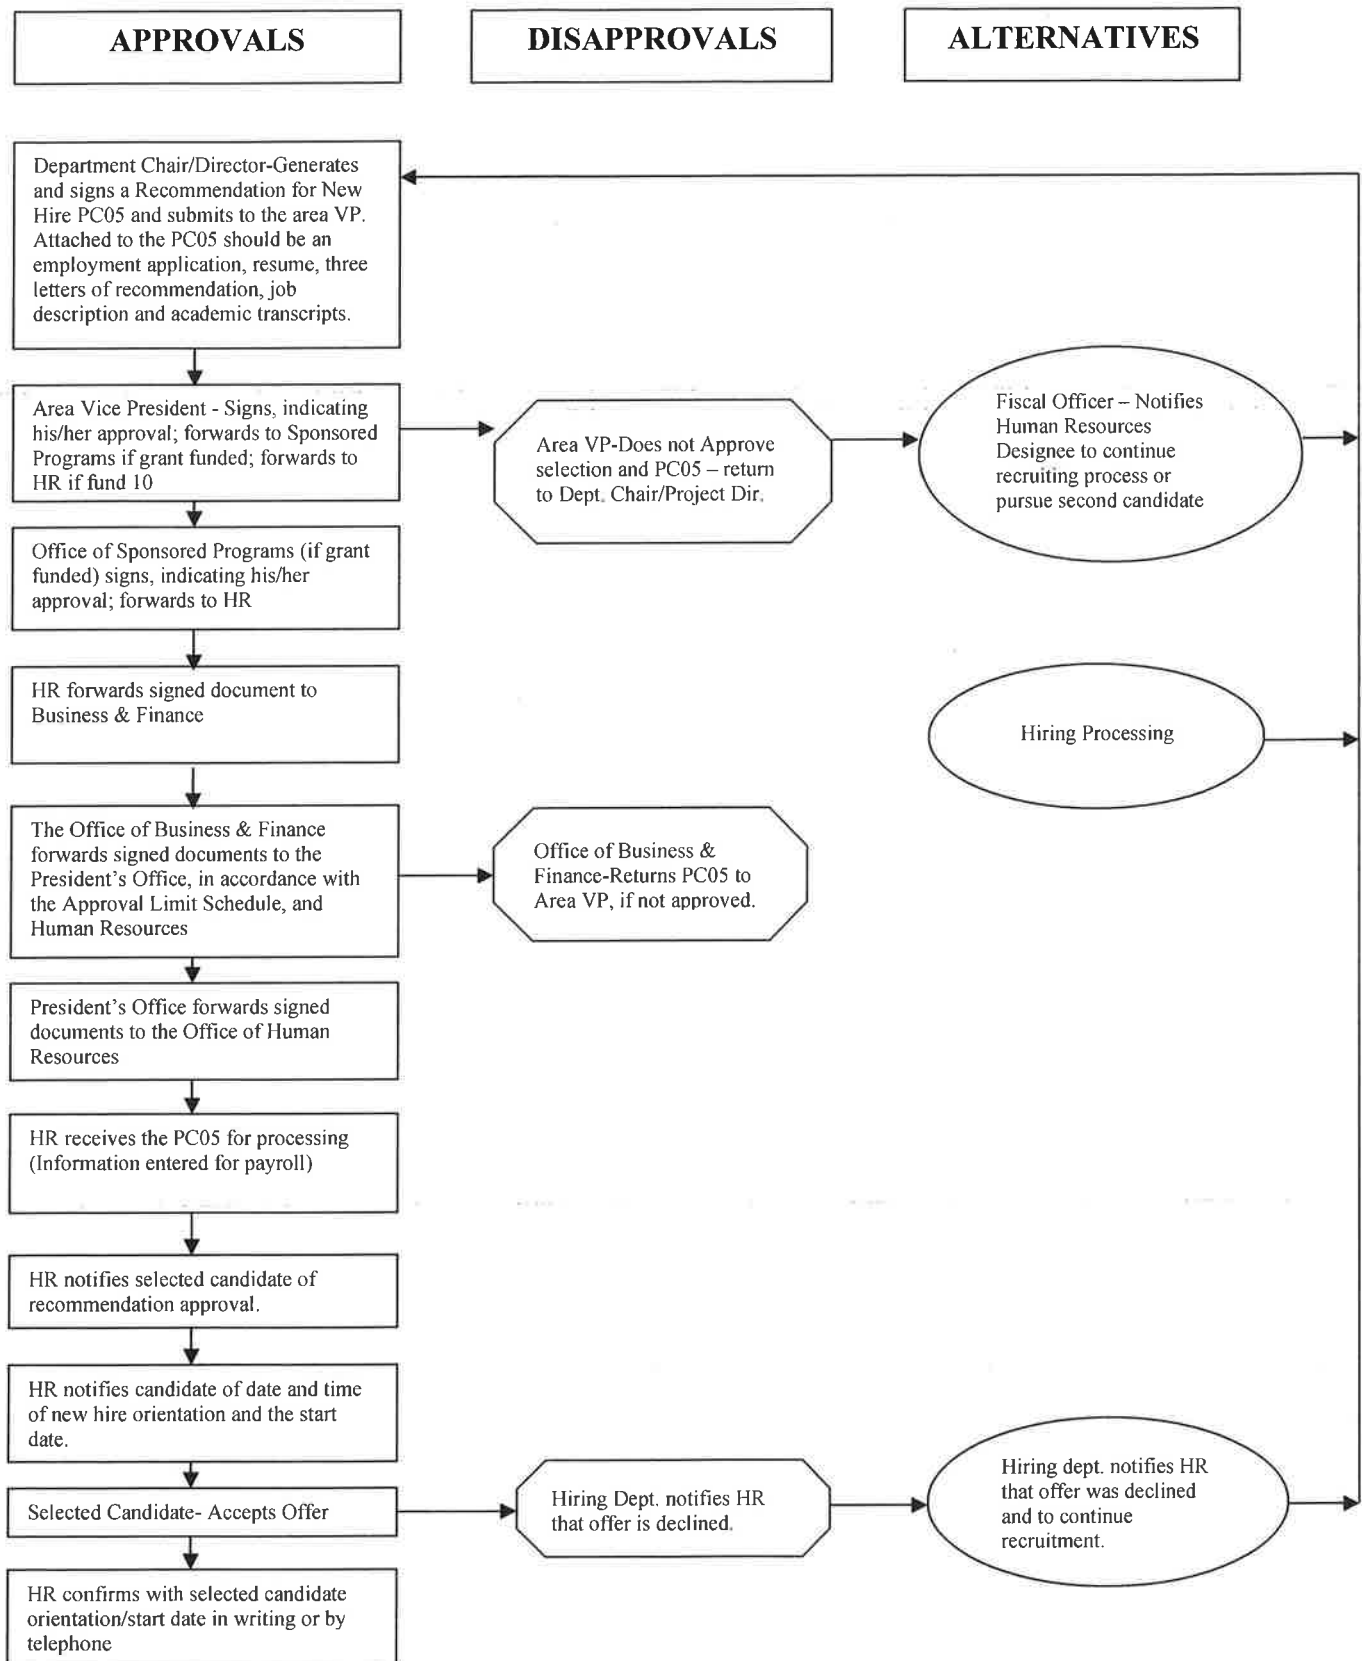 APPROVALS
DISAPPROVALS
ALTERNATIVES
Department Chair/Director-Generates
and signs a Recommendation for New
Hire PC05 and submits to the area VP.
Attached to the PC05 should be an
employment application, resume, three
letters of recommendation, job
description and academic transcripts.
Area Vice President - Signs, indicating
his/her approval; forwards to Sponsored
Programs if grant funded; forwards to
HR if fund 10
Area VP-Does not Approve
selection and PC05 – return
to Dept. Chair/Project Dir.
Fiscal Officer – Notifies
Human Resources
Designee to continue
recruiting process or
pursue second candidate
Office of Sponsored Programs (if grant
funded) signs, indicating his/her
approval; forwards to HR
HR forwards signed document to
Business & Finance
Hiring Processing
The Office of Business & Finance
forwards signed documents to the
President's Office, in accordance with
the Approval Limit Schedule, and
Human Resources
Office of Business &
Finance-Returns PC05 to
Area VP, if not approved.
President's Office forwards signed
documents to the Office of Human
Resources
HR receives the PC05 for processing
(Information entered for payroll)
HR notifies selected candidate of
recommendation approval.
HR notifies candidate of date and time
of new hire orientation and the start
date.
Selected Candidate- Accepts Offer
Hiring Dept. notifies HR
that offer is declined.
Hiring dept. notifies HR
that offer was declined
and to continue
recruitment.
HR confirms with selected candidate
orientation/start date in writing or by
telephone